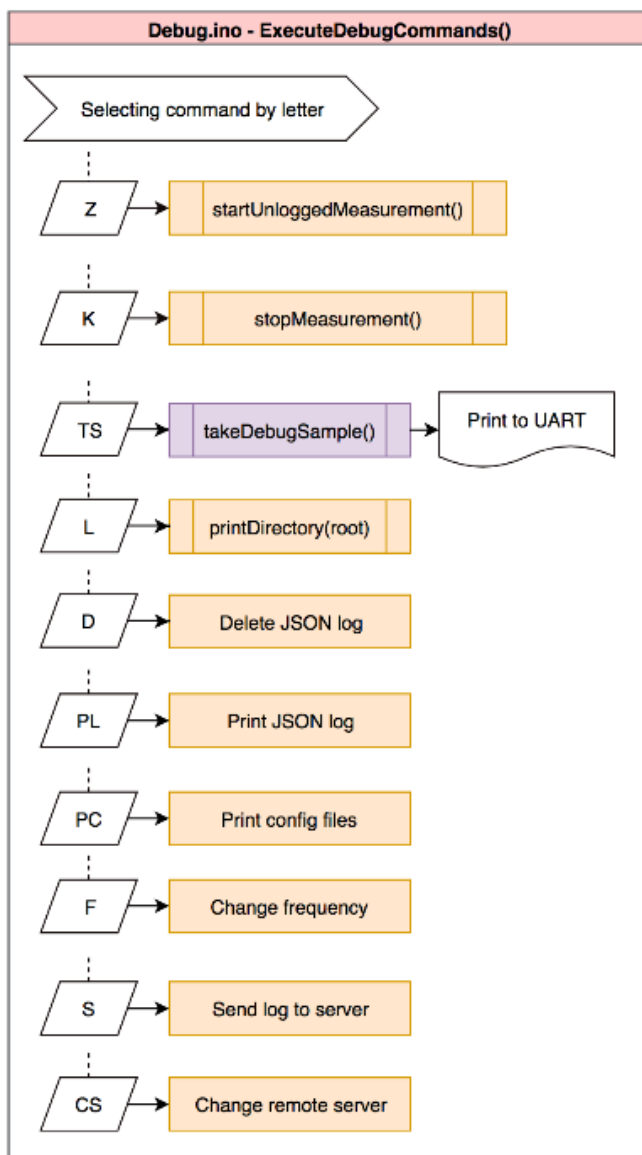 Debug.ino - ExecuteDebugCommands()
Selecting command by letter
Z
startUnloggedMeasurement()
K
stopMeasurement()
TS
takeDebugSample()
Print to UART
L
printDirectory(root)
D
Delete JSON log
PL
Print JSON log
PC
Print config files
F
Change frequency
S
Send log to server
CS
Change remote server